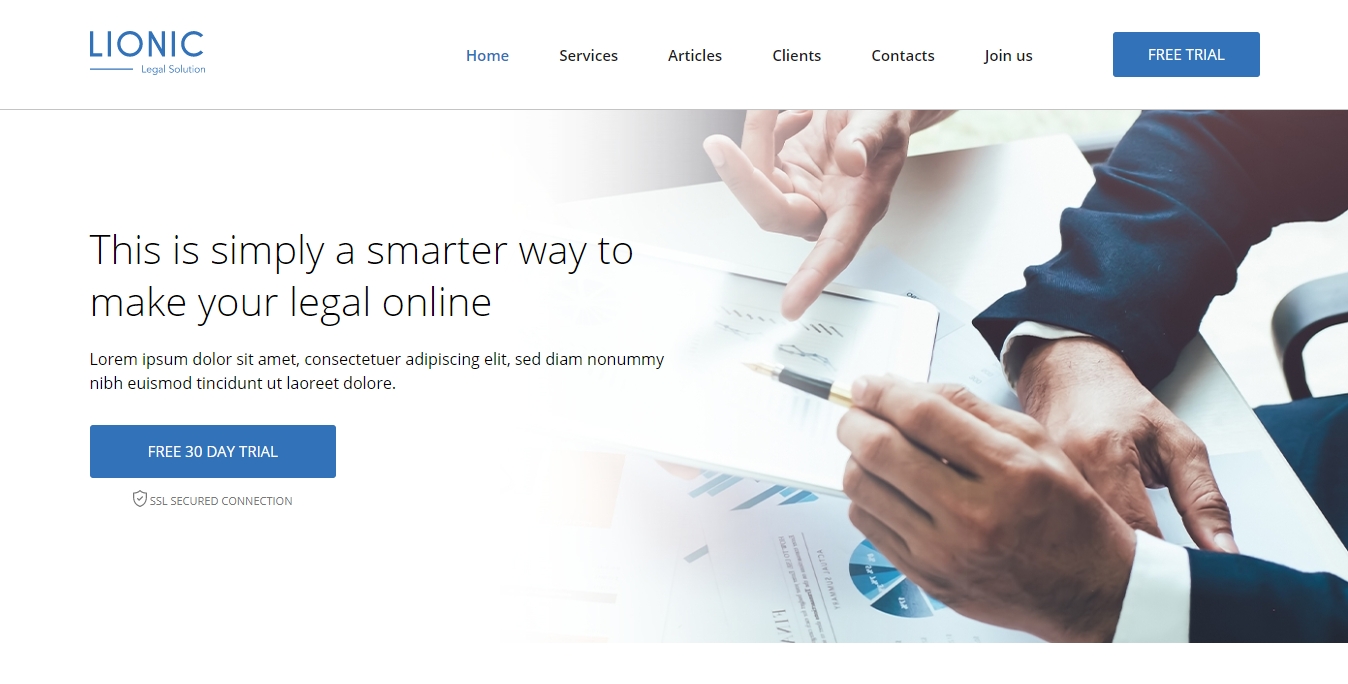 LIONIC
Legal Solution
Home
Services
Articles
Clients
Contacts
Join us
FREE TRIAL
This is simply a smarter way to
make your legal online
Lorem ipsum dolor sit amet, consectetuer adipiscing elit, sed diam nonummy
nibh euismod tincidunt ut laoreet dolore.
FREE 30 DAY TRIAL
SSL SECURED CONNECTION